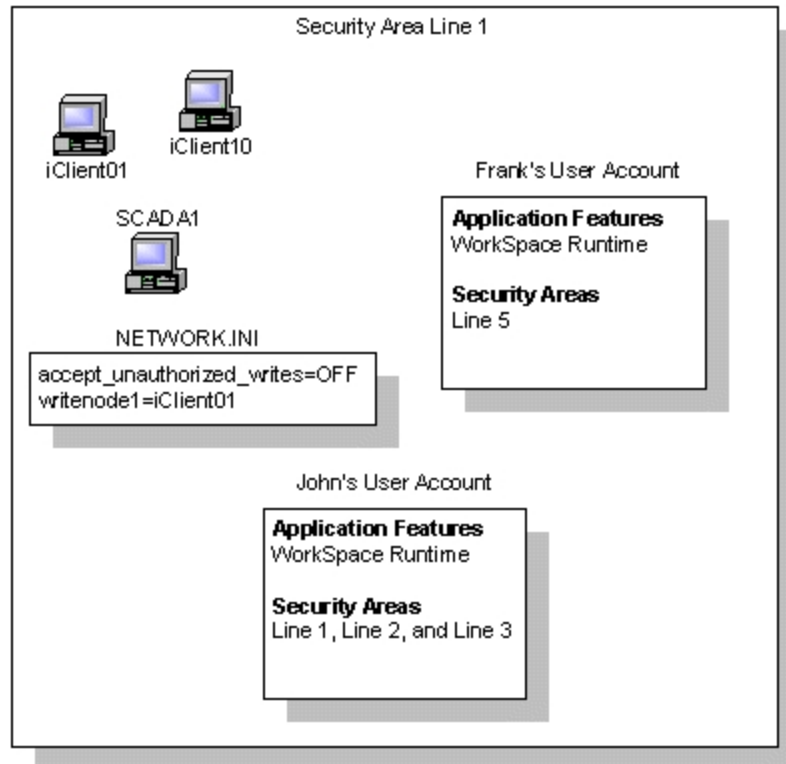 Security Area Line 1
iClient01
iClient10
SCADA1
NETWORK.INI
accept_unauthorized_writes=OFF
writenode1=iClient01
Frank's User Account
Application Features
WorkSpace Runtime
Security Areas
Line 5
John's User Account
Application Features
WorkSpace Runtime
Security Areas
Line 1, Line 2, and Line 3